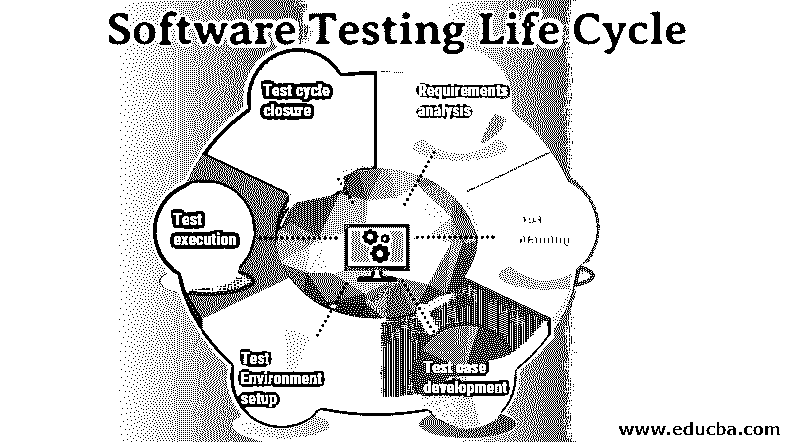 Software Testing Life Cycle
Test cycle
closure
Requirements
analysis
Test
execution
Test
Environment
setup
Test case
development
www.educba.com